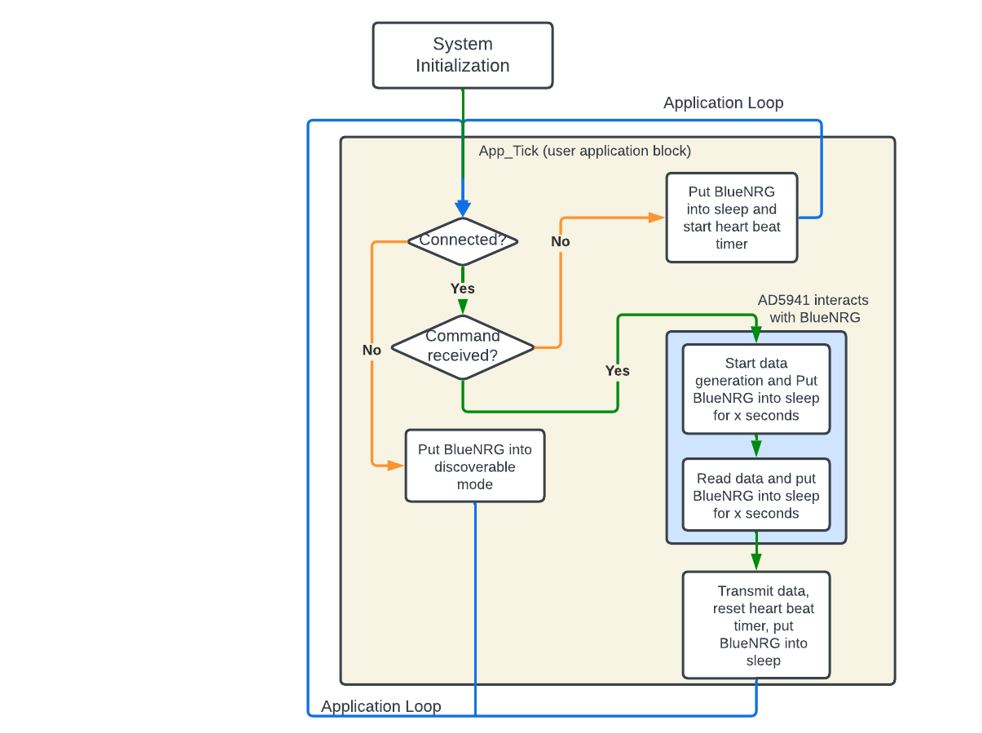 System
Initialization
Application Loop
App_Tick (user application block)
Put BlueNRG
into sleep and
start heart beat
timer
Connected?
No
Yes
AD5941 interacts
with BlueNRG
Command
received?
No
Yes
Start data
generation and Put
BlueNRG into sleep
for x seconds
Put BlueNRG into
discoverable
mode
Read data and put
BlueNRG into sleep
for x seconds
Transmit data,
reset heart beat
timer, put
BlueNRG into
sleep
Application Loop